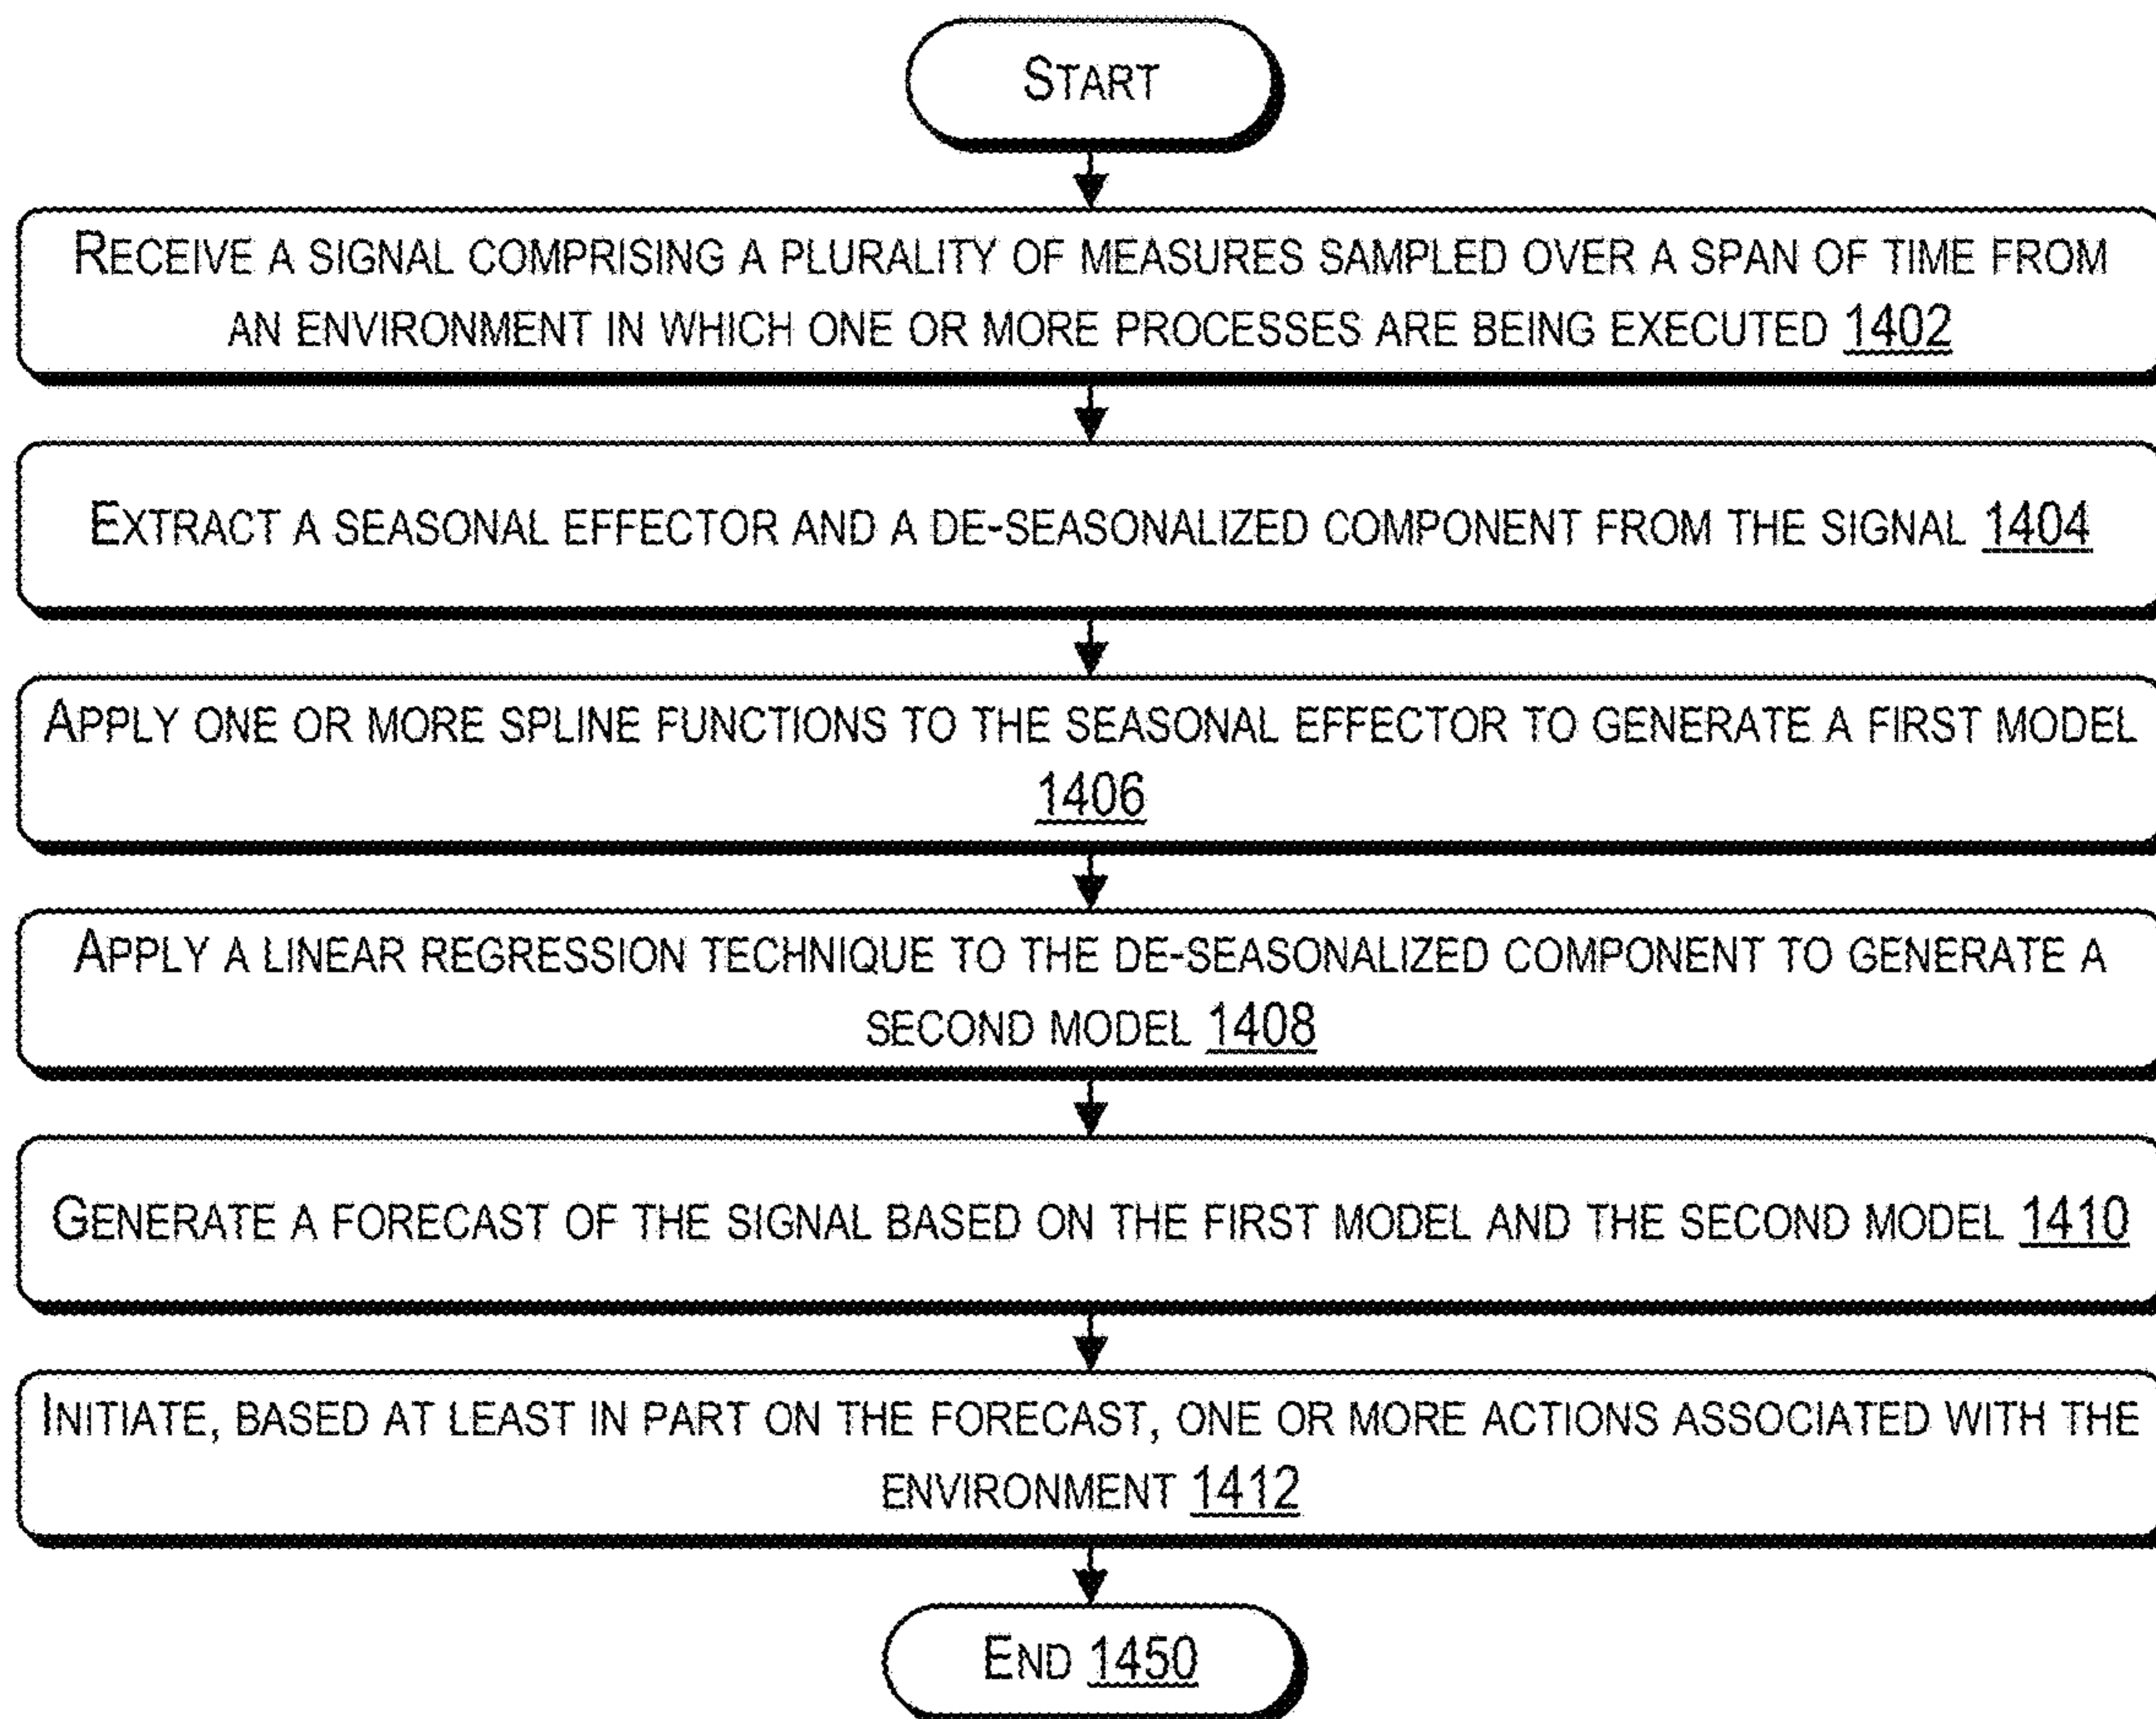 START
RECEIVE A SIGNAL COMPRISING A PLURALITY OF MEASURES SAMPLED OVER A SPAN OF TIME FROM
AN ENVIRONMENT IN WHICH ONE OR MORE PROCESSES ARE BEING EXECUTED 1402
EXTRACT A SEASONAL EFFECTOR AND A DE-SEASONALIZED COMPONENT FROM THE SIGNAL 1404
APPLY ONE OR MORE SPLINE FUNCTIONS TO THE SEASONAL EFFECTOR TO GENERATE A FIRST MODEL
1406
APPLY A LINEAR REGRESSION TECHNIQUE TO THE DE-SEASONALIZED COMPONENT TO GENERATE A
SECOND MODEL 1408
GENERATE A FORECAST OF THE SIGNAL BASED ON THE FIRST MODEL AND THE SECOND MODEL 1410
INITIATE, BASED AT LEAST IN PART ON THE FORECAST, ONE OR MORE ACTIONS ASSOCIATED WITH THE
ENVIRONMENT 1412
END 1450